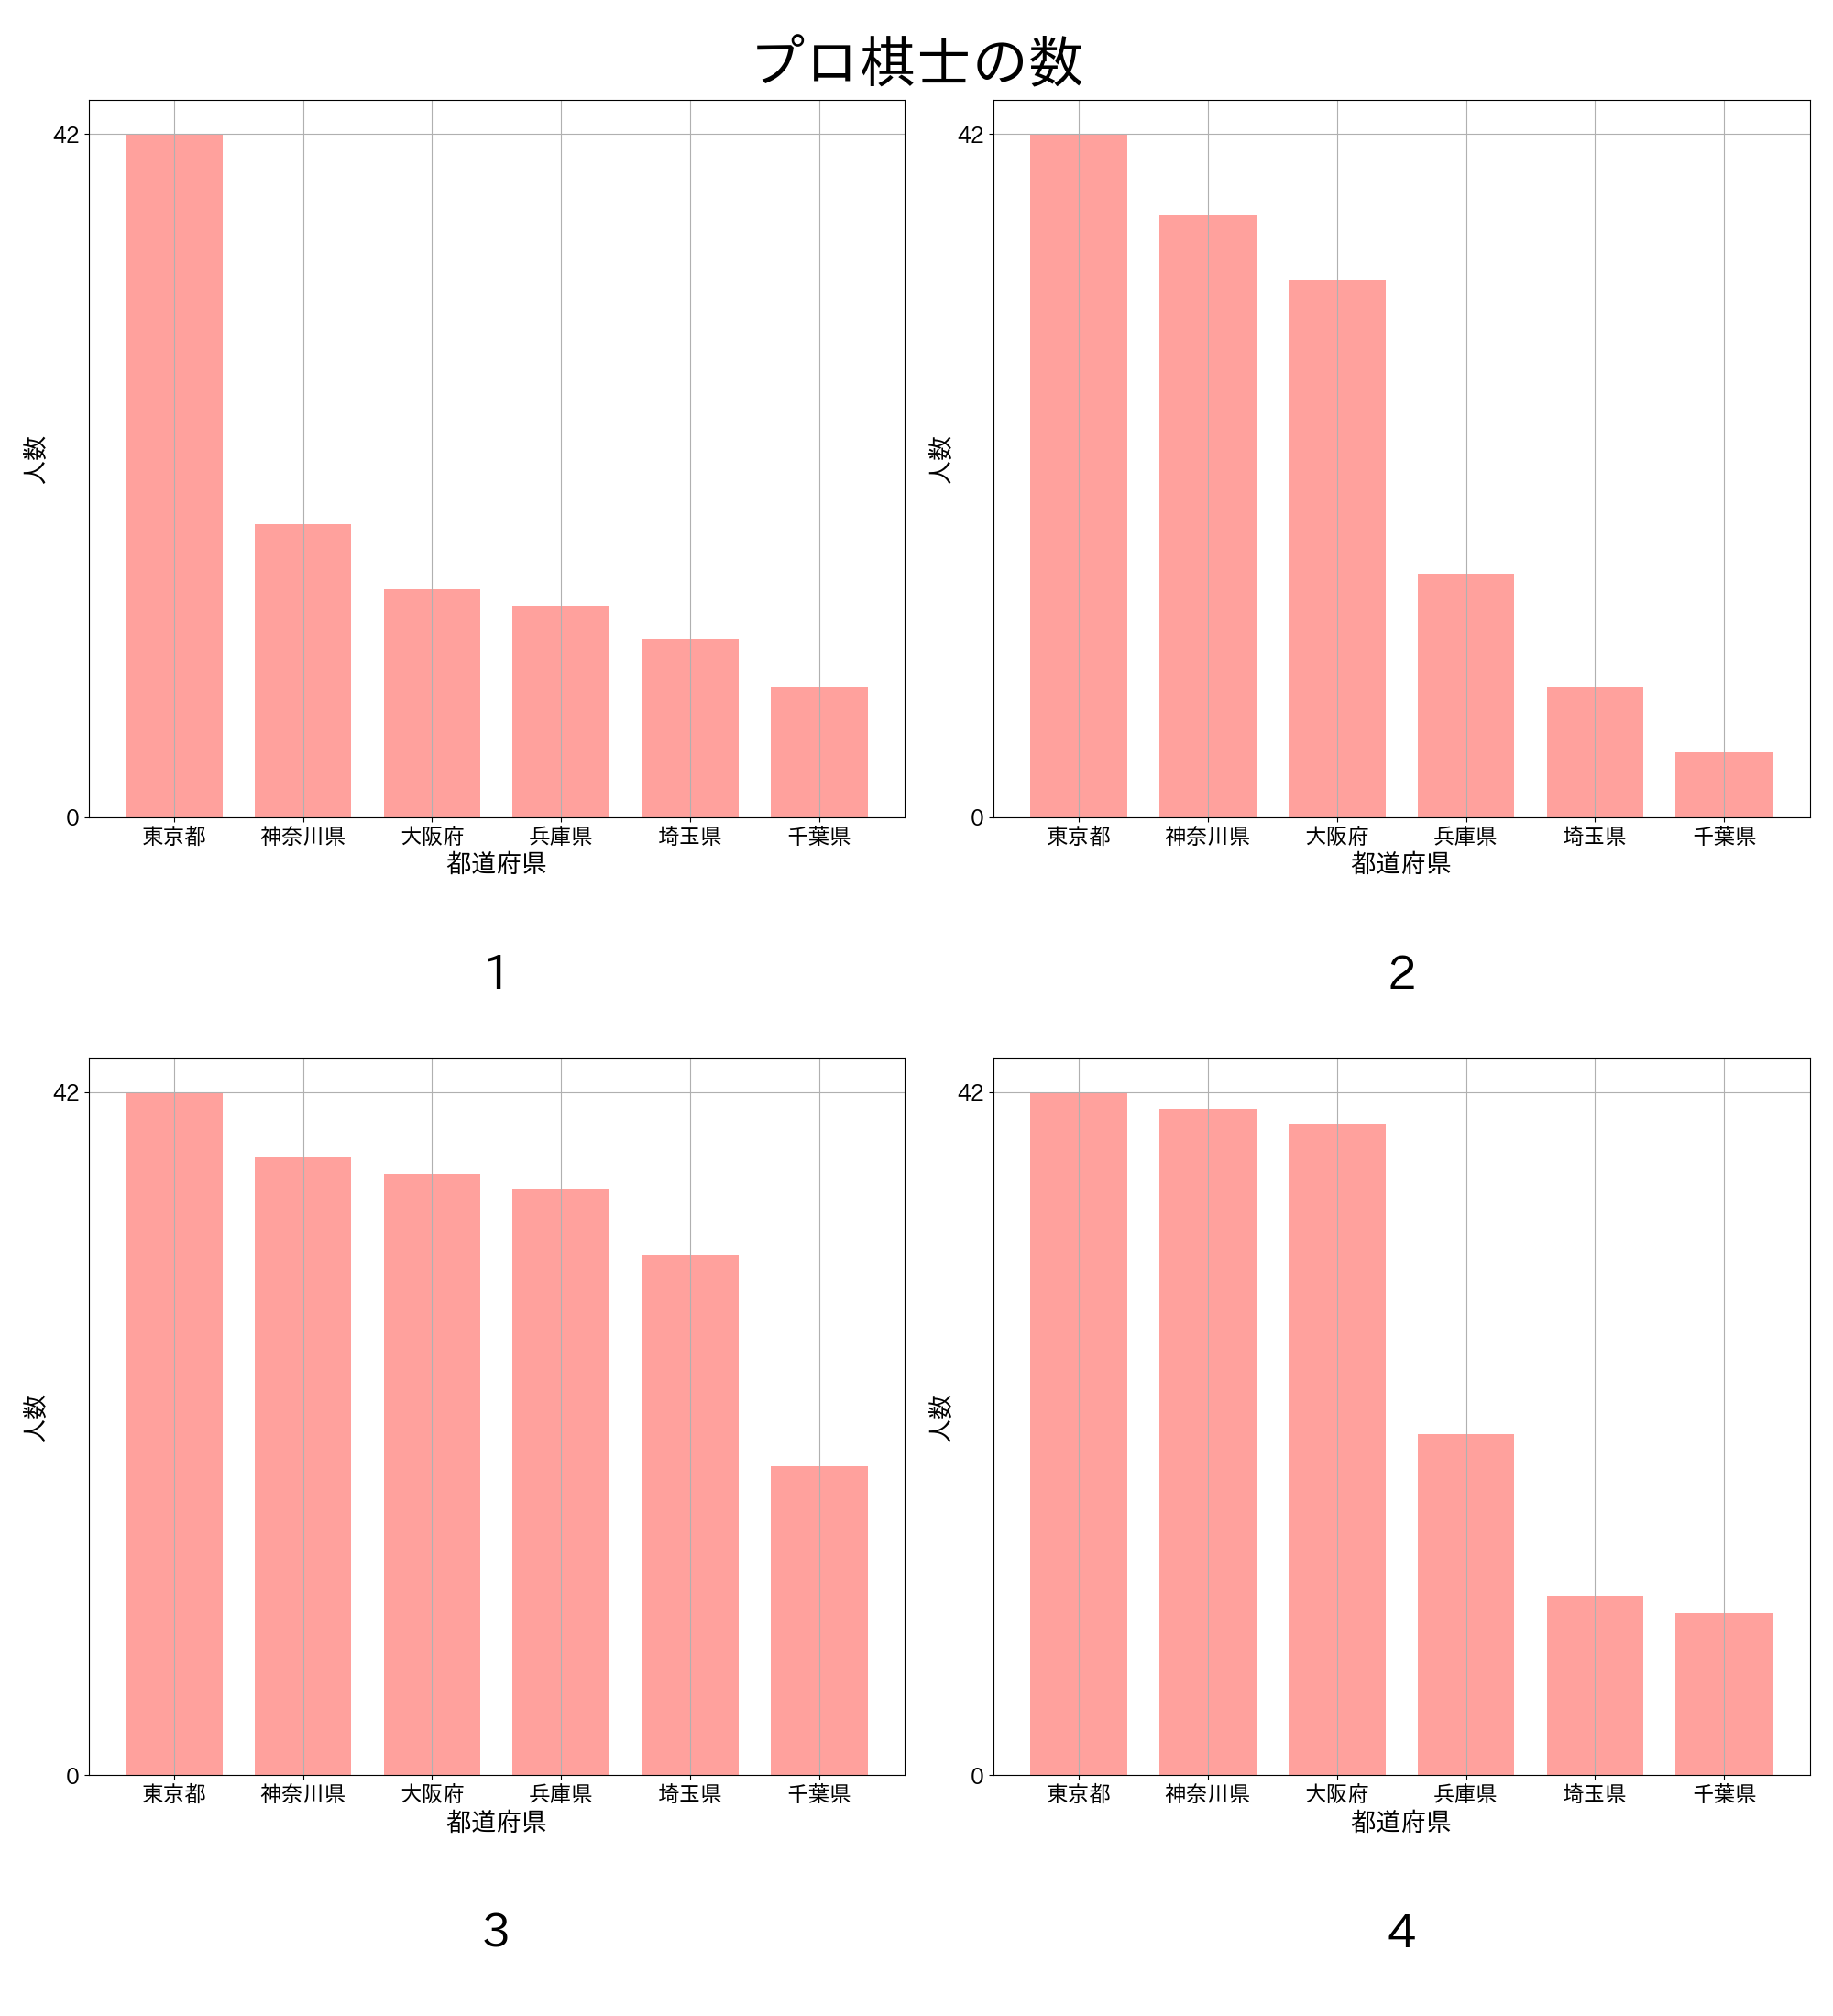 プロ棋士の数
42
0
人数
東京都 神奈川県 大阪府 兵庫県 埼玉県 千葉県
都道府県
1
42
0
人数
東京都 神奈川県 大阪府 兵庫県 埼玉県 千葉県
都道府県
2
42
0
人数
東京都 神奈川県 大阪府 兵庫県 埼玉県 千葉県
都道府県
3
42
0
人数
東京都 神奈川県 大阪府 兵庫県 埼玉県 千葉県
都道府県
4